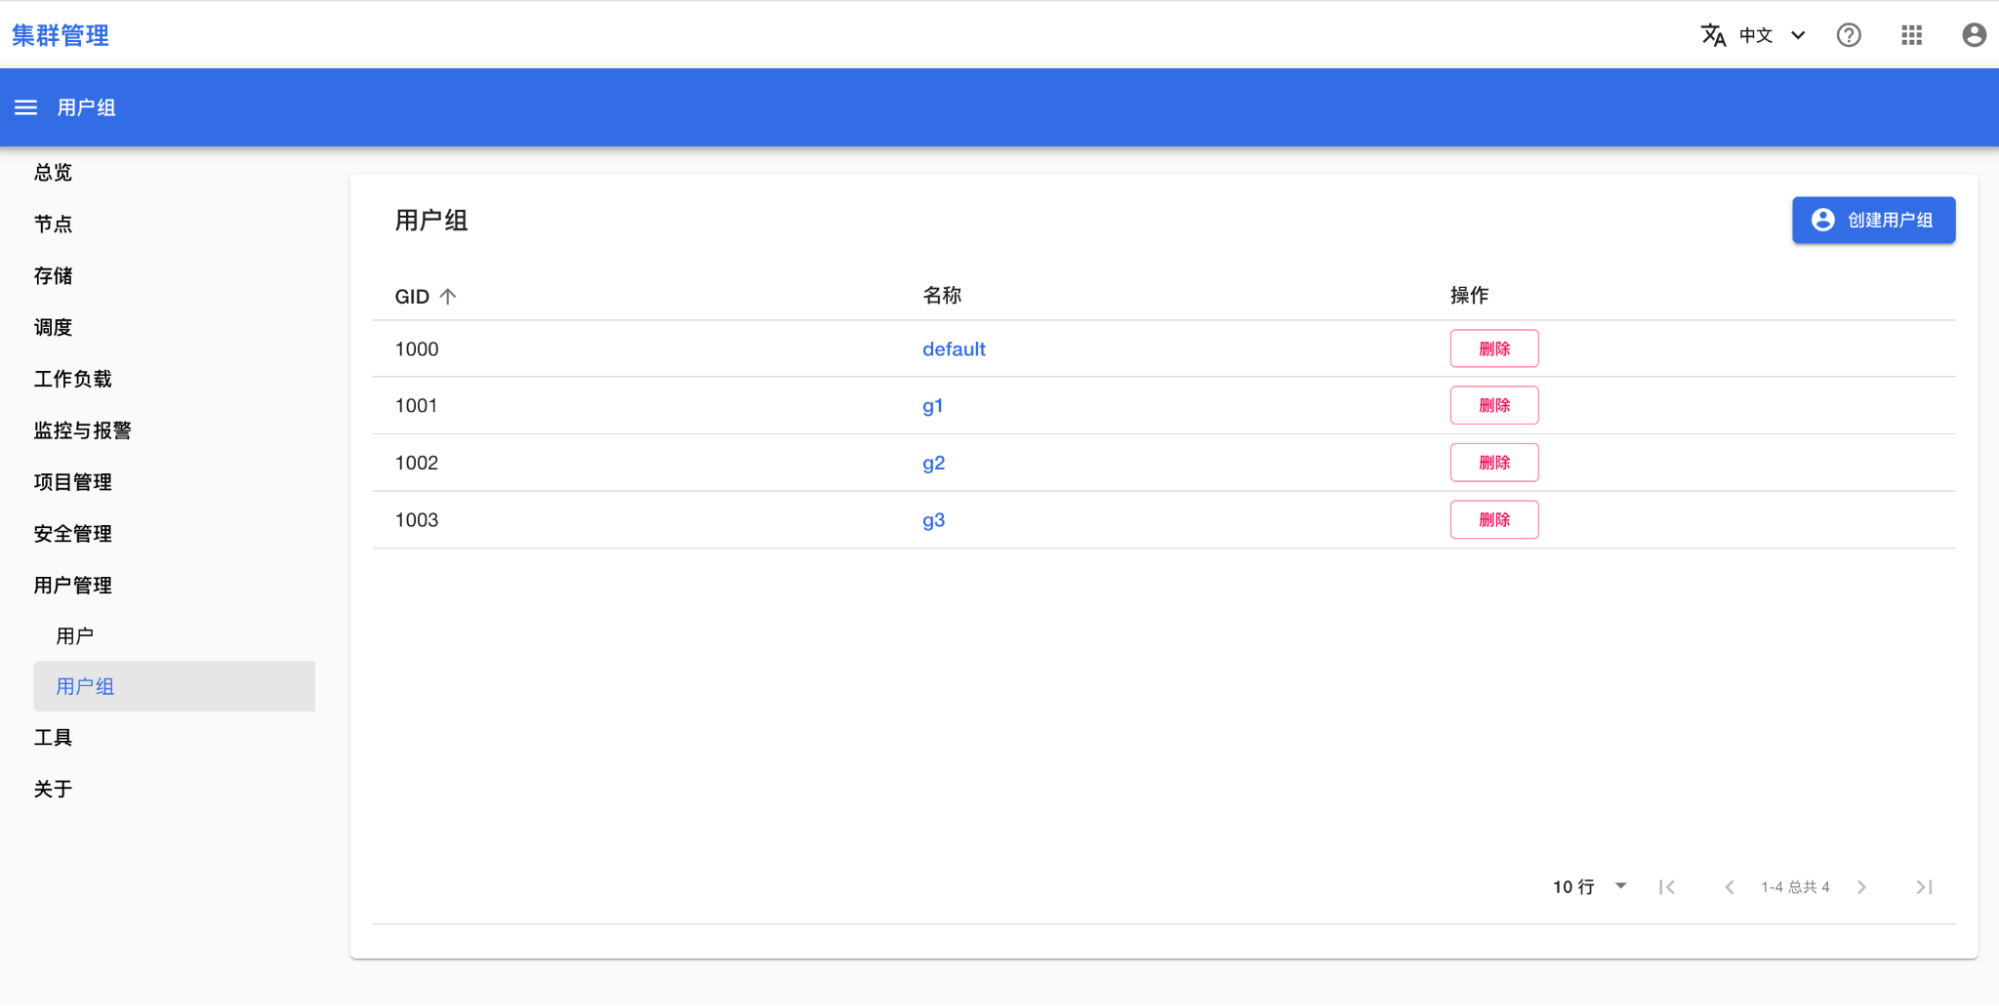 集群管理
中文
用户组
总览
节点
存储
调度
工作负载
监控与报警
项目管理
安全管理
用户管理
用户
用户组
工具
关于
用户组
创建用户组
GID 名称 操作
1000 default 删除
1001 g1 删除
1002 g2 删除
1003 g3 删除
10 行 1-4 总共 4